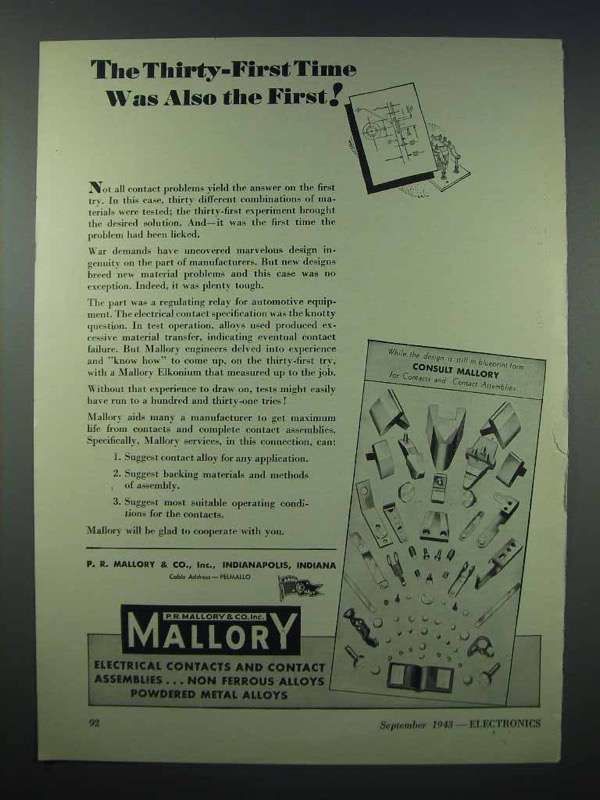 The Thirty-First Time
Was Also the First!
Not all contact problems yield the answer on the first
try. In this case, thirty different combinations of ma-
terials were tested; the thirty-first experiment brought
the desired solution. And—it was the first time the
problem had been licked.
War demands have uncovered marvelous design in-
genuity on the part of manufacturers. But new designs
breed new material problems and this case was no
exception. Indeed, it was plenty tough.
The part was a regulating relay for automotive equip-
ment. The electrical contact specification was the knotty
question. In test operation, alloys used produced ex-
cessive material transfer, indicating eventual contact
failure. But Mallory engineers delved into experience
and "know how" to come up, on the thirty-first try,
with a Mallory Elkonium that measured up to the job.
Without that experience to draw on, tests might easily
have run to a hundred and thirty-one tries!
Mallory aids many a manufacturer to get maximum
life from contacts and complete contact assemblies.
Specifically, Mallory services, in this connection, can:
1. Suggest contact alloy for any application.
2. Suggest backing materials and methods
of assembly.
3. Suggest most suitable operating condi-
tions for the contacts.
Mallory will be glad to cooperate with you.
P. R. MALLORY & CO., Inc., INDIANAPOLIS, INDIANA
Cable Address—PELMALLO
P.R. MALLORY & CO. Inc.
MALLORY
ELECTRICAL CONTACTS AND CONTACT
ASSEMBLIES . . . NON FERROUS ALLOYS
POWDERED METAL ALLOYS
While the design is still in blueprint form
CONSULT MALLORY
for Contacts and Contact Assemblies
92
September 1943 — ELECTRONICS